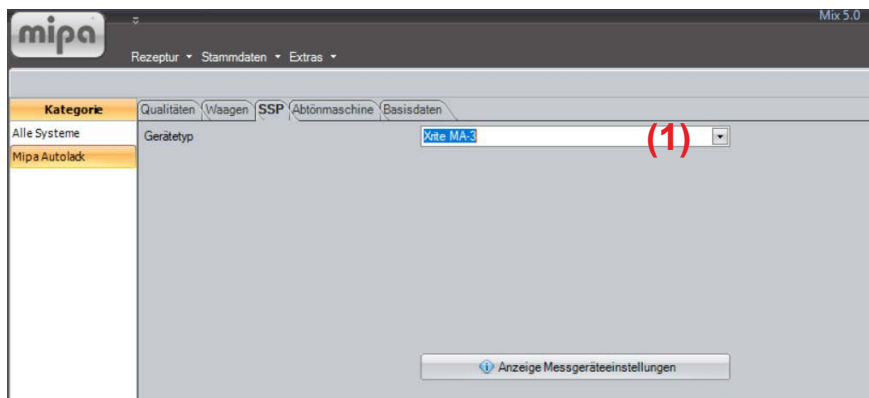 Mix 5.0
mipa
Rezeptur Stammdaten Extras
Kategorie
Qualitäten Waagen SSP Abtönmaschine Basisdaten
Alle Systeme
Gerätetyp
Xrite MA-3
(1)
Mipa Autolack
Anzeige Messgeräteeinstellungen